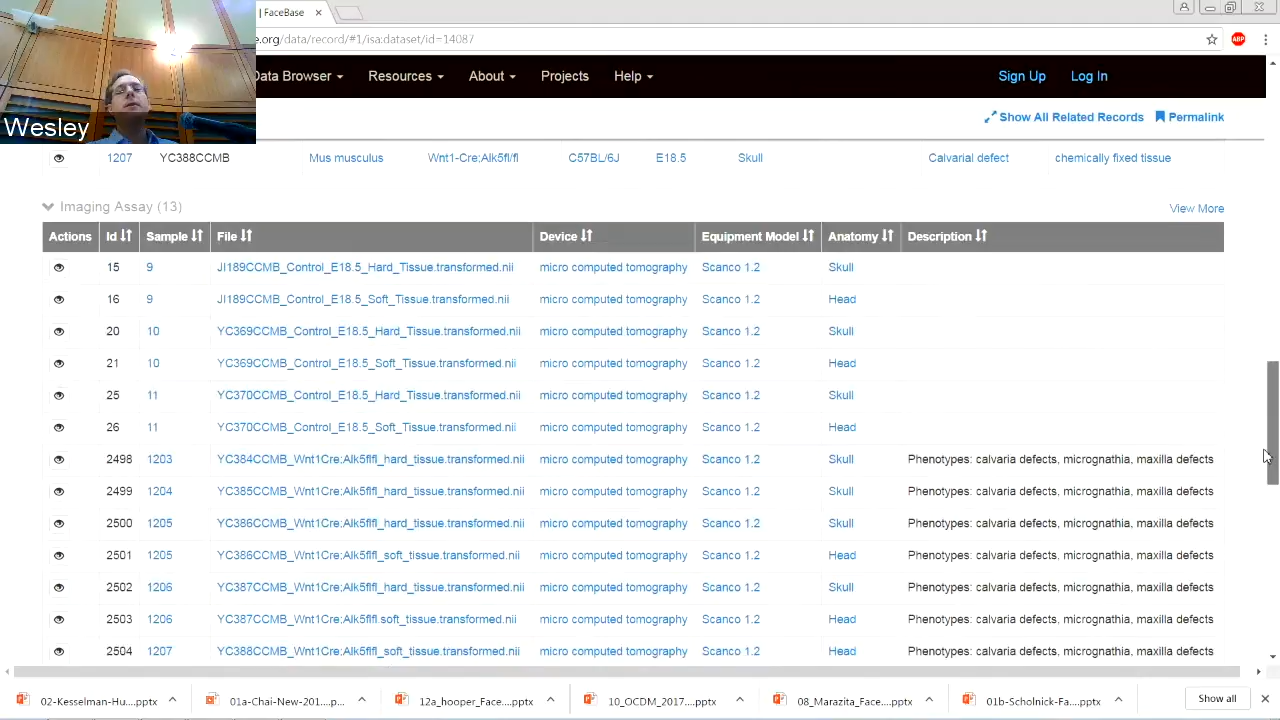 | FaceBase
e.org/data/record/#1/isa:dataset/id=14087
ABP
Data Browser Resources About Projects Help Sign Up Log In
Wesley
Show All Related Records Permalink
1207 YC388CCMB Mus musculus Wnt1-Cre;Alk5fl/fl C57BL/6J E18.5 Skull Calvarial defect chemically fixed tissue
Imaging Assay (13) View More
Actions Id Sample File Device Equipment Model Anatomy Description
15 9 JI189CCMB_Control_E18.5_Hard_Tissue.transformed.nii micro computed tomography Scanco 1.2 Skull
16 9 JI189CCMB_Control_E18.5_Soft_Tissue.transformed.nii micro computed tomography Scanco 1.2 Head
20 10 YC369CCMB_Control_E18.5_Hard_Tissue.transformed.nii micro computed tomography Scanco 1.2 Skull
21 10 YC369CCMB_Control_E18.5_Soft_Tissue.transformed.nii micro computed tomography Scanco 1.2 Head
25 11 YC370CCMB_Control_E18.5_Hard_Tissue.transformed.nii micro computed tomography Scanco 1.2 Skull
26 11 YC370CCMB_Control_E18.5_Soft_Tissue.transformed.nii micro computed tomography Scanco 1.2 Head
2498 1203 YC384CCMB_Wnt1Cre;Alk5flfl_hard_tissue.transformed.nii micro computed tomography Scanco 1.2 Skull Phenotypes: calvaria defects, micrognathia, maxilla defects
2499 1204 YC385CCMB_Wnt1Cre;Alk5flfl_hard_tissue.transformed.nii micro computed tomography Scanco 1.2 Skull Phenotypes: calvaria defects, micrognathia, maxilla defects
2500 1205 YC386CCMB_Wnt1Cre;Alk5flfl_hard_tissue.transformed.nii micro computed tomography Scanco 1.2 Skull Phenotypes: calvaria defects, micrognathia, maxilla defects
2501 1205 YC386CCMB_Wnt1Cre;Alk5flfl_soft_tissue.transformed.nii micro computed tomography Scanco 1.2 Head Phenotypes: calvaria defects, micrognathia, maxilla defects
2502 1206 YC387CCMB_Wnt1Cre;Alk5flfl_hard_tissue.transformed.nii micro computed tomography Scanco 1.2 Skull Phenotypes: calvaria defects, micrognathia, maxilla defects
2503 1206 YC387CCMB_Wnt1Cre;Alk5flfl.soft_tissue.transformed.nii micro computed tomography Scanco 1.2 Head Phenotypes: calvaria defects, micrognathia, maxilla defects
2504 1207 YC388CCMB_Wnt1Cre;Alk5flfl_soft_tissue.transformed.nii micro computed tomography Scanco 1.2 Head Phenotypes: calvaria defects, micrognathia, maxilla defects
02-Kesselman-Hu....pptx 01a-Chai-New-201....pptx 12a_hooper_Face....pptx 10_OCDM_2017....pptx 08_Marazita_Face....pptx 01b-Scholnick-Fa....pptx Show all